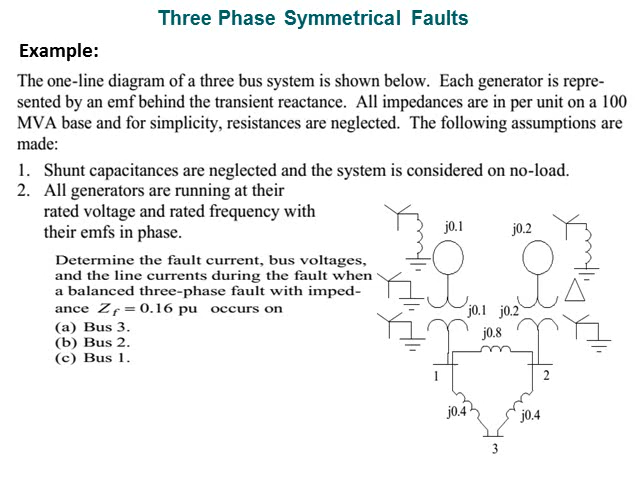 Three Phase Symmetrical Faults
Example:
The one-line diagram of a three bus system is shown below. Each generator is repre-
sented by an emf behind the transient reactance. All impedances are in per unit on a 100
MVA base and for simplicity, resistances are neglected. The following assumptions are
made:
1. Shunt capacitances are neglected and the system is considered on no-load.
2. All generators are running at their
rated voltage and rated frequency with
their emfs in phase.
Determine the fault current, bus voltages,
and the line currents during the fault when
a balanced three-phase fault with imped-
ance Zf = 0.16 pu occurs on
(a) Bus 3.
(b) Bus 2.
(c) Bus 1.
j0.1 j0.2
j0.1 j0.2
j0.8
1 2
j0.4 j0.4
3